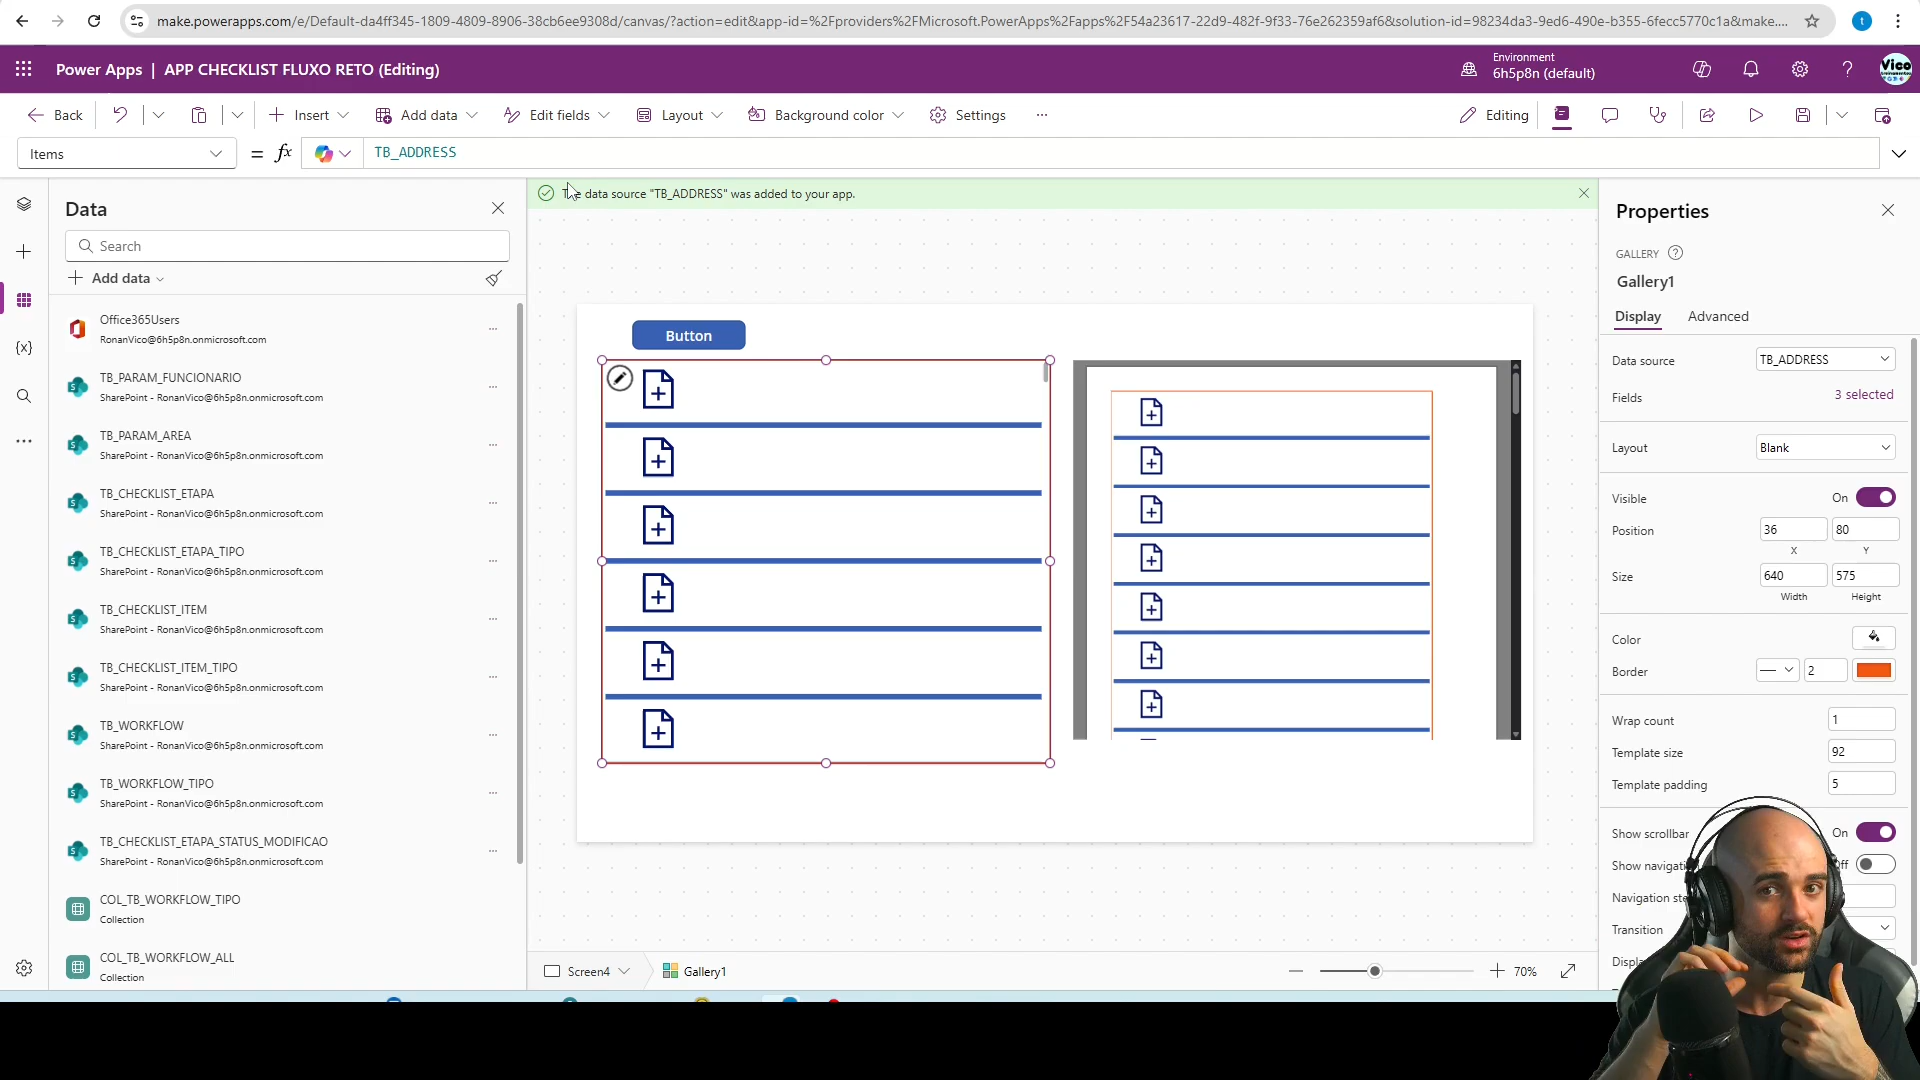 make.powerapps.com/e/Default-da4ff345-1809-4809-8906-38cb6ee9308d/canvas/?action=edit&app-id=%2Fproviders%2FMicrosoft.PowerApps%2Fapps%2F54a23617-22d9-482f-9f33-76e262359af6&solution-id=98234da3-9ed6-490e-b355-6fecc5770c1a&make....
t
Power Apps | APP CHECKLIST FLUXO RETO (Editing)
Environment
6h5p8n (default)
Vico
Back
Insert
Add data
Edit fields
Layout
Background color
Settings
...
Editing
Items
= fx
TB_ADDRESS
Data
Search
Add data
Office365Users
RonanVico@6h5p8n.onmicrosoft.com
TB_PARAM_FUNCIONARIO
SharePoint - RonanVico@6h5p8n.onmicrosoft.com
TB_PARAM_AREA
SharePoint - RonanVico@6h5p8n.onmicrosoft.com
TB_CHECKLIST_ETAPA
SharePoint - RonanVico@6h5p8n.onmicrosoft.com
TB_CHECKLIST_ETAPA_TIPO
SharePoint - RonanVico@6h5p8n.onmicrosoft.com
TB_CHECKLIST_ITEM
SharePoint - RonanVico@6h5p8n.onmicrosoft.com
TB_CHECKLIST_ITEM_TIPO
SharePoint - RonanVico@6h5p8n.onmicrosoft.com
TB_WORKFLOW
SharePoint - RonanVico@6h5p8n.onmicrosoft.com
TB_WORKFLOW_TIPO
SharePoint - RonanVico@6h5p8n.onmicrosoft.com
TB_CHECKLIST_ETAPA_STATUS_MODIFICAO
SharePoint - RonanVico@6h5p8n.onmicrosoft.com
COL_TB_WORKFLOW_TIPO
Collection
COL_TB_WORKFLOW_ALL
Collection
data source "TB_ADDRESS" was added to your app.
Button
Screen4
Gallery1
70%
Properties
GALLERY
Gallery1
Display
Advanced
Data source
TB_ADDRESS
Fields
3 selected
Layout
Blank
Visible
On
Position
36
80
X
Y
Size
640
575
Width
Height
Color
Border
2
Wrap count
1
Template size
92
Template padding
5
Show scrollbar
On
Show
Navigation
Transition